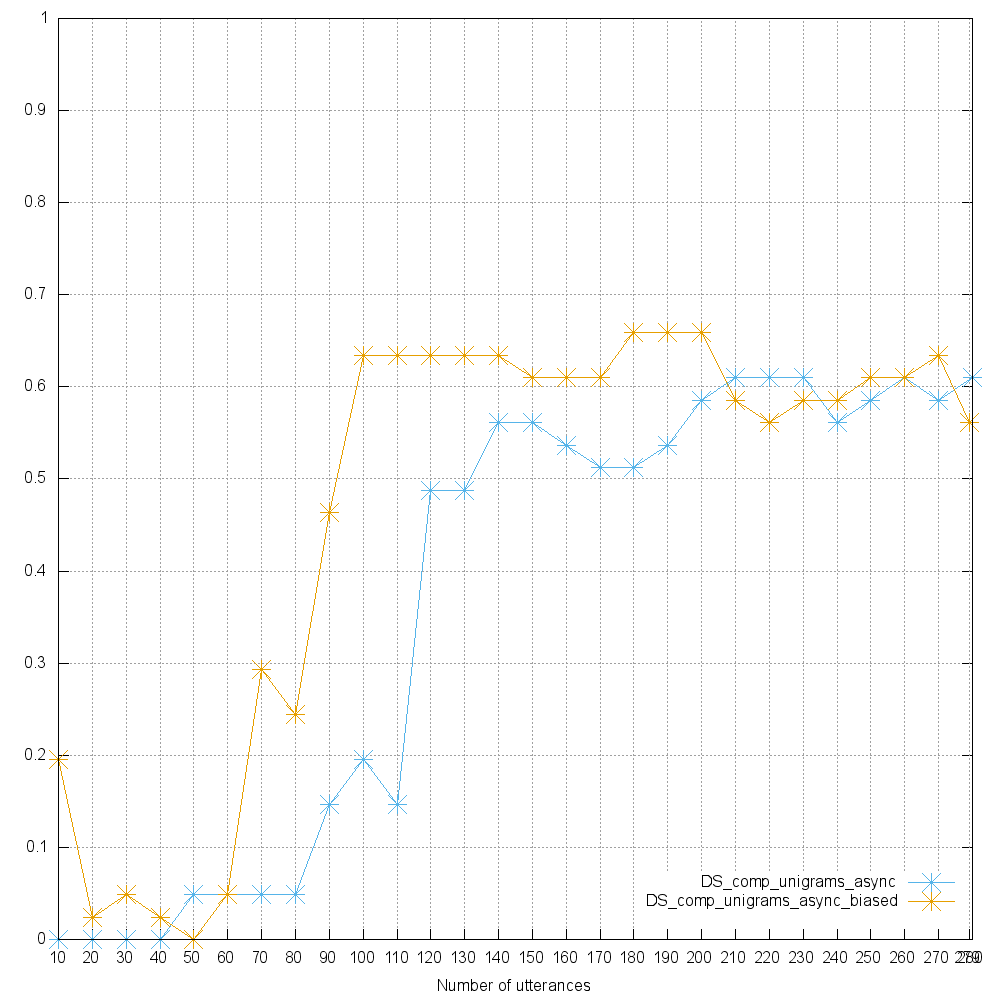 1
0.9
0.8
0.7
0.6
0.5
0.4
0.3
0.2
0.1
0
DS_comp_unigrams_async
DS_comp_unigrams_async_biased
10 20 30 40 50 60 70 80 90 100 110 120 130 140 150 160 170 180 190 200 210 220 230 240 250 260 270 279 280
Number of utterances